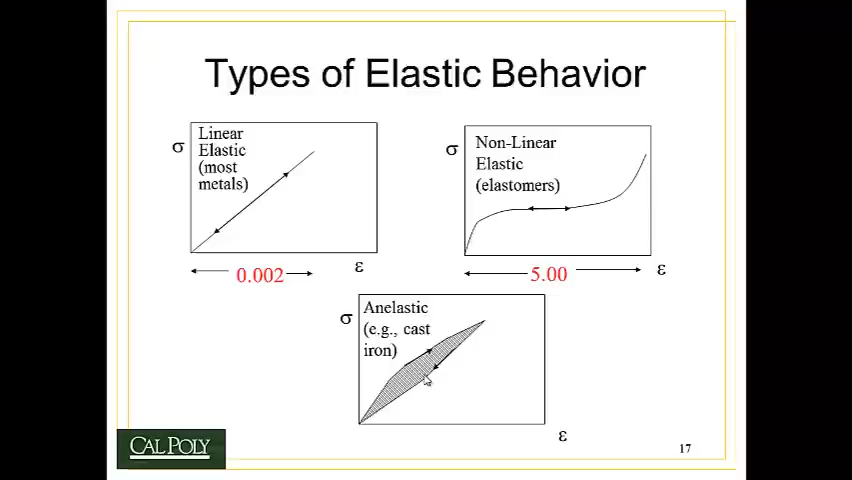 Types of Elastic Behavior
σ
Linear
Elastic
(most
metals)
0.002
ε
σ
Non-Linear
Elastic
(elastomers)
5.00
ε
σ
Anelastic
(e.g., cast
iron)
ε
CAL POLY
17